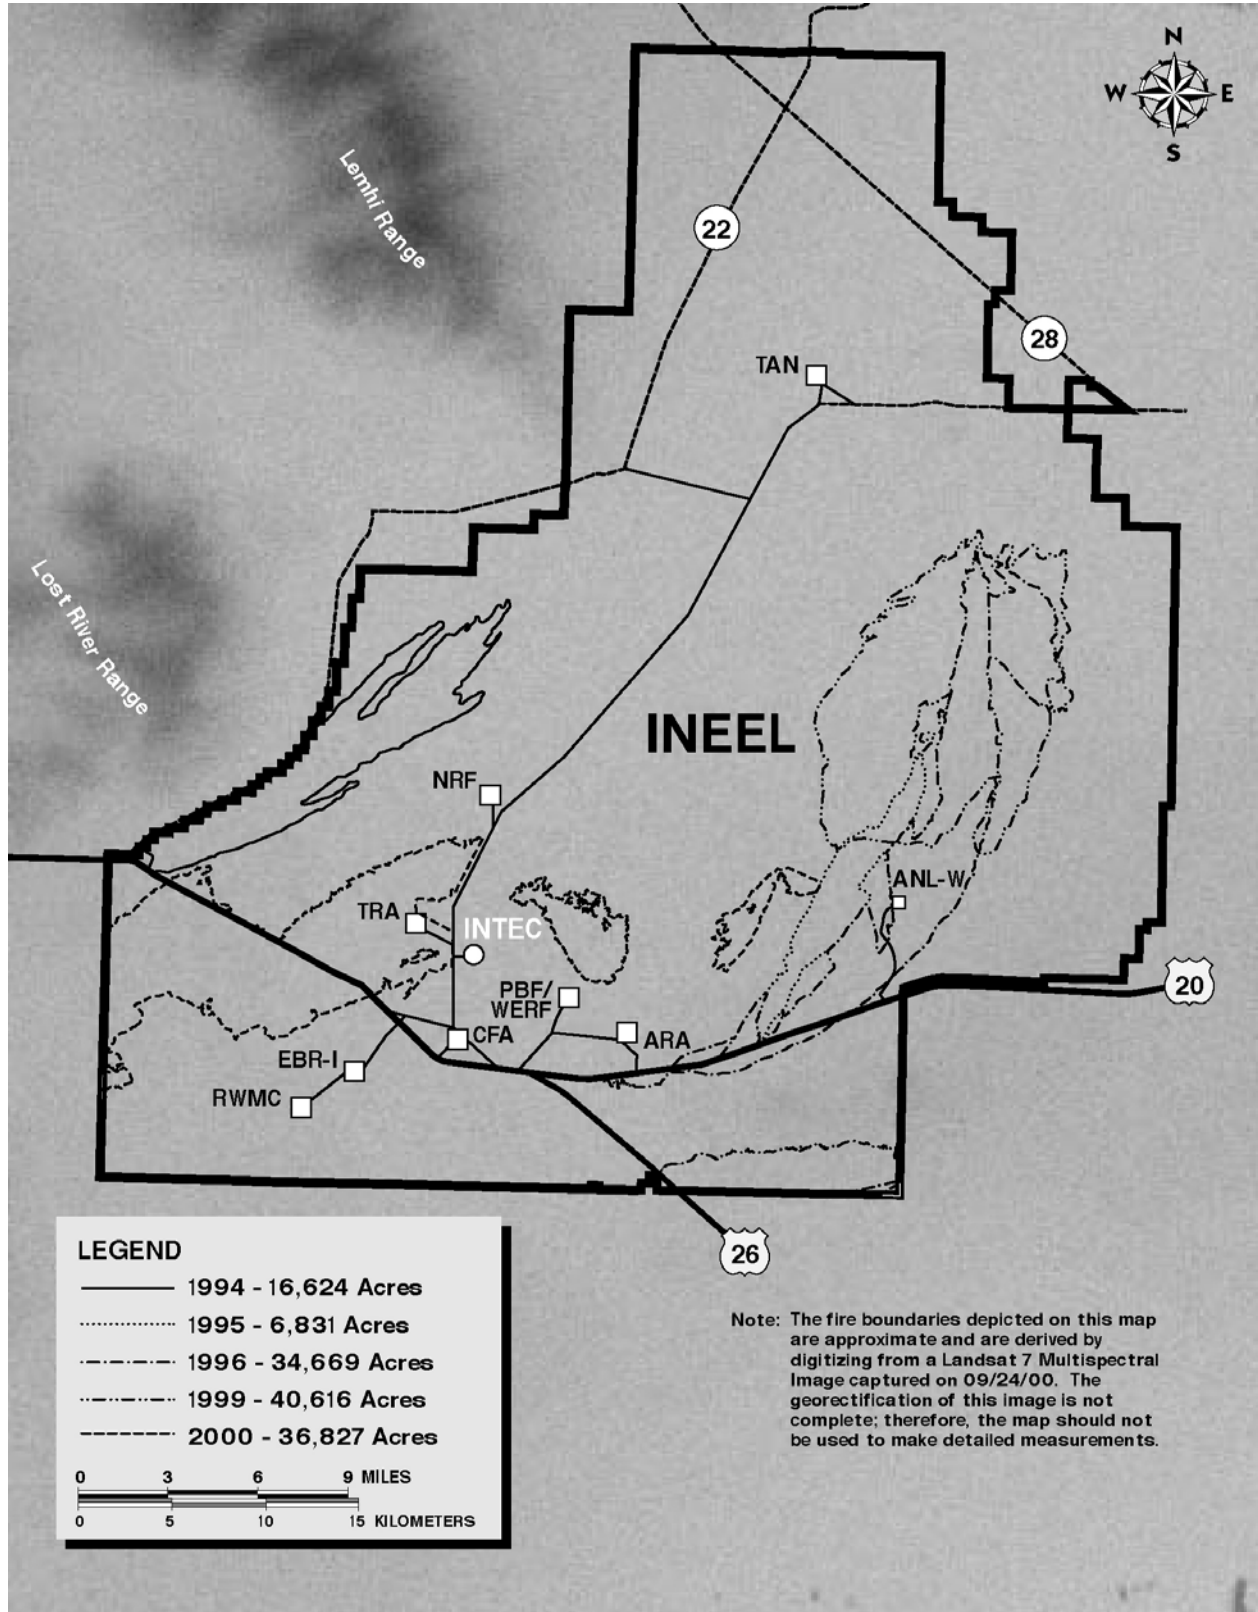 N
W E
S
Lemhi Range
22
28
TAN
Lost River Range
INEEL
NRF
ANL-W
TRA
INTEC
PBF/
WERF
20
CFA
ARA
EBR-I
RWMC
26
LEGEND
1994 - 16,624 Acres
1995 - 6,831 Acres
1996 - 34,669 Acres
1999 - 40,616 Acres
2000 - 36,827 Acres
0 3 6 9 MILES
0 5 10 15 KILOMETERS
Note: The fire boundaries depicted on this map
are approximate and are derived by
digitizing from a Landsat 7 Multispectral
Image captured on 09/24/00. The
georectification of this image is not
complete; therefore, the map should not
be used to make detailed measurements.